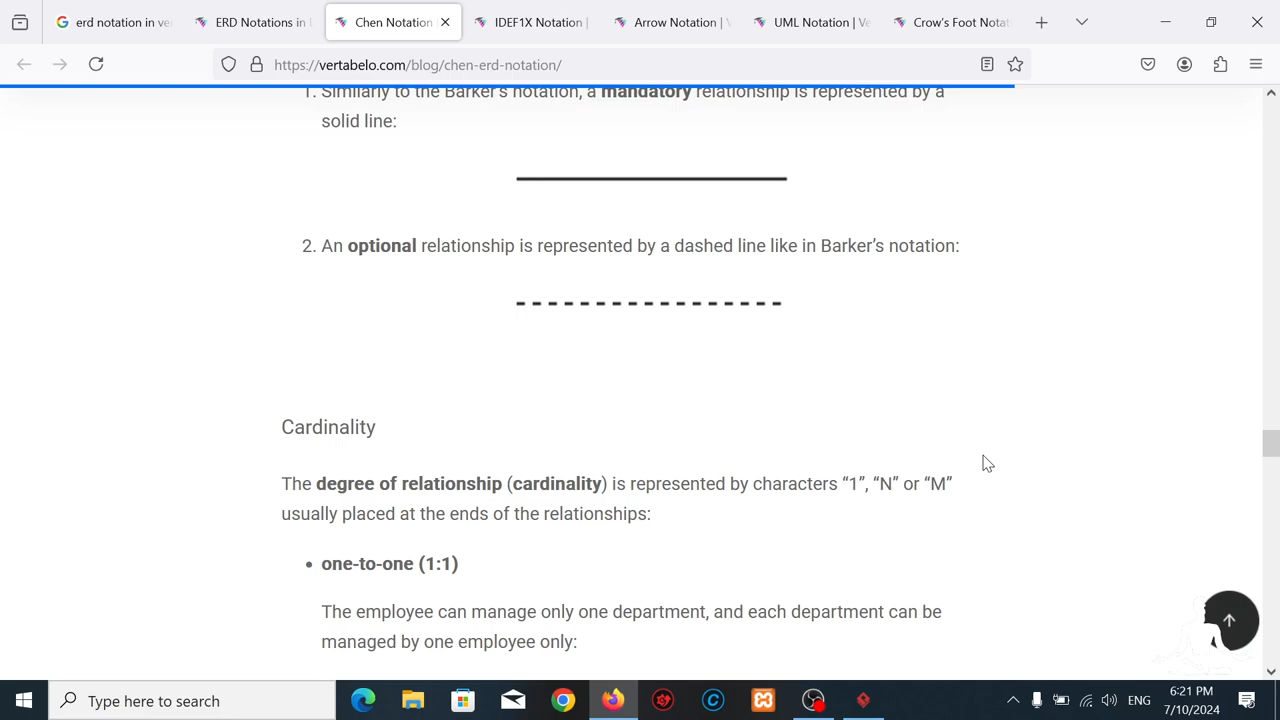 erd notation in ve
ERD Notations in
Chen Notation
IDEF1X Notation |
Arrow Notation | V
UML Notation | Ve
Crow's Foot Notat
https://vertabelo.com/blog/chen-erd-notation/
1. Similarly to the Barker's notation, a mandatory relationship is represented by a
solid line:
2. An optional relationship is represented by a dashed line like in Barker's notation:
Cardinality
The degree of relationship (cardinality) is represented by characters “1”, “N” or “M”
usually placed at the ends of the relationships:
• one-to-one (1:1)
The employee can manage only one department, and each department can be
managed by one employee only:
Type here to search
ENG
6:21 PM
7/10/2024